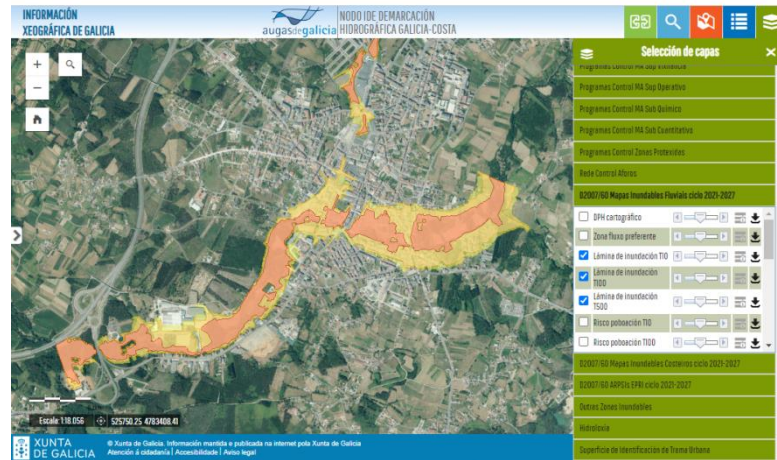 INFORMACIÓN
XEOGRÁFICA DE GALICIA
augasdegalicia
NODO IDE DEMARCACIÓN
HIDROGRÁFICA GALICIA-COSTA
Selección de capas
Programas Control MA Sup Operativo
Programas Control MA Sub Químico
Programas Control MA Sub Cuantitativo
Programas Control Zonas Protexidas
Rede Control Aforos
D2007/60 Mapas Inundables Fluviais ciclo 2021-2027
DPH cartográfico
Zona fluxo preferente
Lámina de inundación T10
Lámina de inundación
T100
Lámina de inundación
T500
Risco poboación T10
Risco poboación T100
D2007/60 Mapas Inundables Costeiros ciclo 2021-2027
D2007/60 ARPSIs EPRI ciclo 2021-2027
Outras Zonas Inundables
Hidroloxía
Superficie de Identificación de Trama Urbana
Escala: 1:18.056
525750.25 4783408.41
XUNTA
DE GALICIA
© Xunta de Galicia. Información mantida e publicada na internet pola Xunta de Galicia
Atención á cidadanía | Accesibilidade | Aviso legal